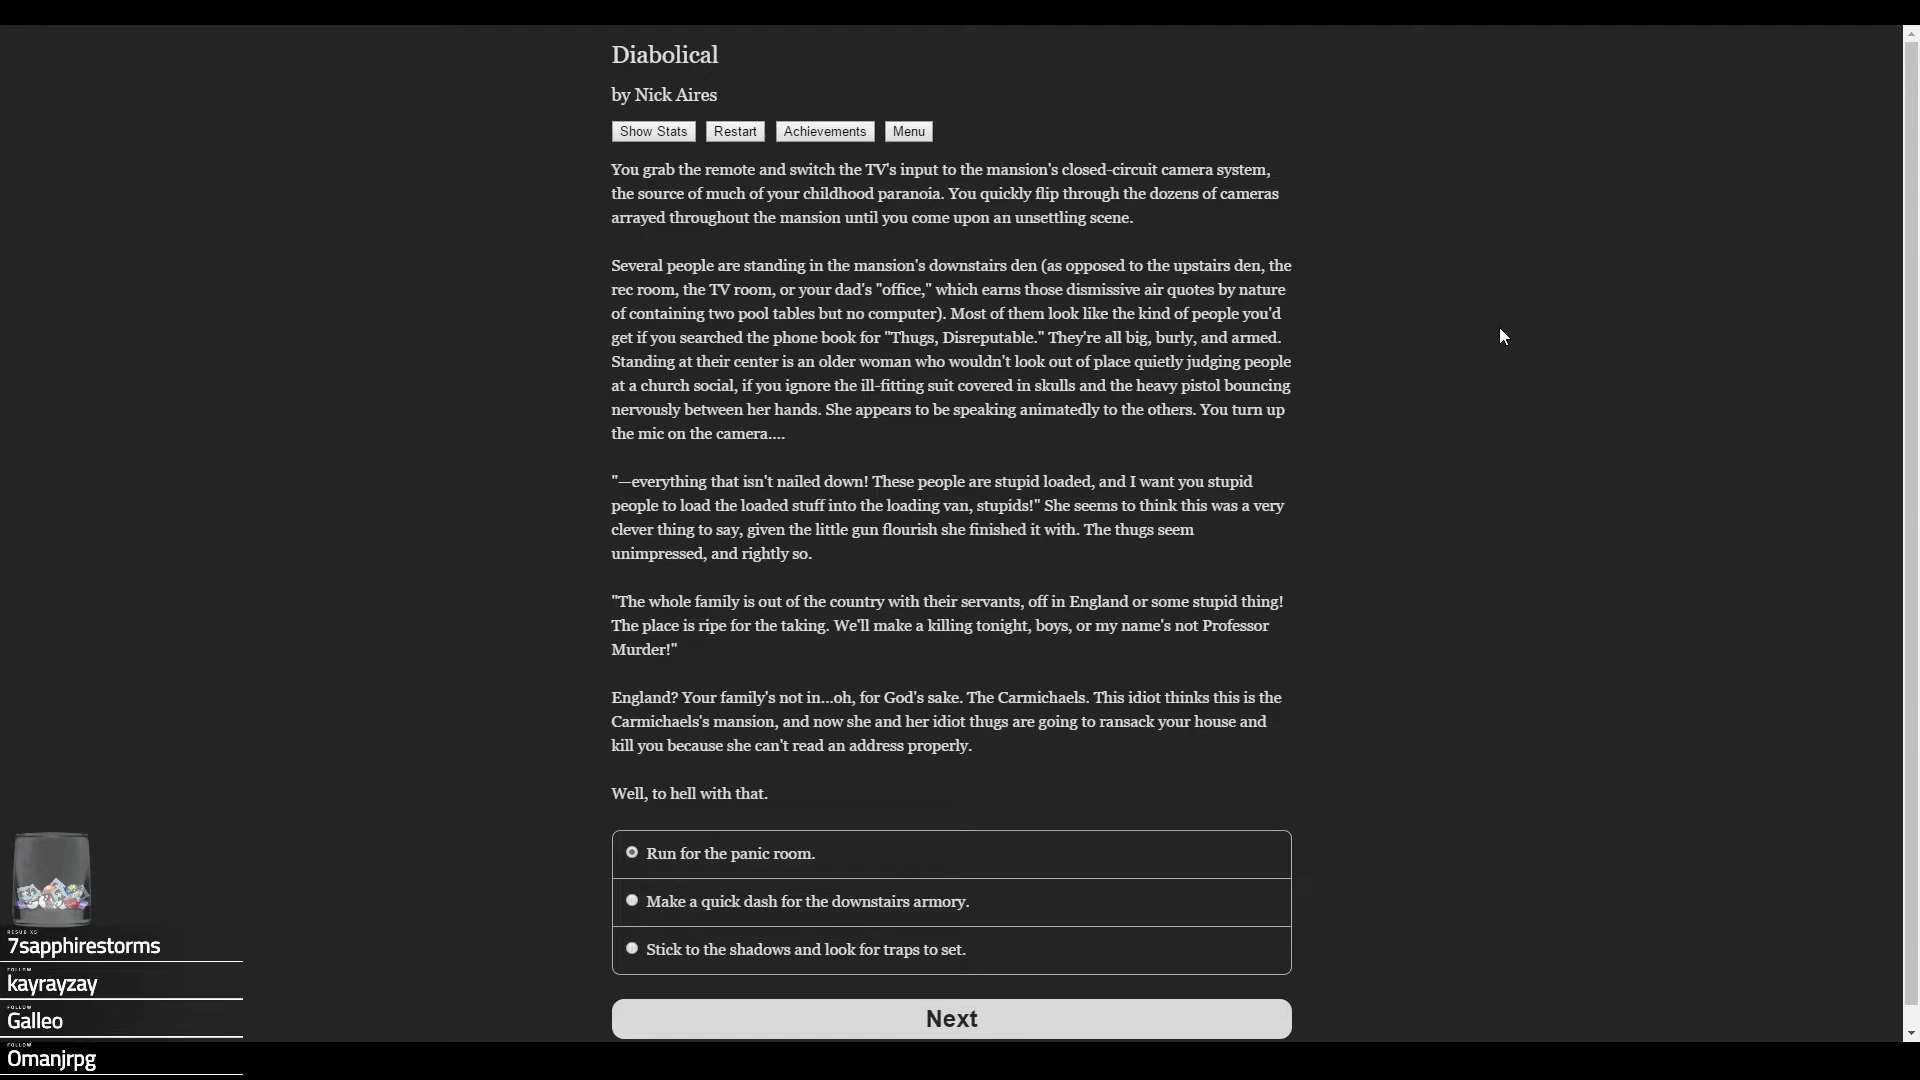 Diabolical
by Nick Aires
Show Stats
Restart
Achievements
Menu
You grab the remote and switch the TV's input to the mansion's closed-circuit camera system,
the source of much of your childhood paranoia. You quickly flip through the dozens of cameras
arrayed throughout the mansion until you come upon an unsettling scene.
Several people are standing in the mansion's downstairs den (as opposed to the upstairs den, the
rec room, the TV room, or your dad's "office," which earns those dismissive air quotes by nature
of containing two pool tables but no computer). Most of them look like the kind of people you'd
get if you searched the phone book for "Thugs, Disreputable." They're all big, burly, and armed.
Standing at their center is an older woman who wouldn't look out of place quietly judging people
at a church social, if you ignore the ill-fitting suit covered in skulls and the heavy pistol bouncing
nervously between her hands. She appears to be speaking animatedly to the others. You turn up
the mic on the camera....
"—everything that isn't nailed down! These people are stupid loaded, and I want you stupid
people to load the loaded stuff into the loading van, stupids!" She seems to think this was a very
clever thing to say, given the little gun flourish she finished it with. The thugs seem
unimpressed, and rightly so.
"The whole family is out of the country with their servants, off in England or some stupid thing!
The place is ripe for the taking. We'll make a killing tonight, boys, or my name's not Professor
Murder!"
England? Your family's not in...oh, for God's sake. The Carmichaels. This idiot thinks this is the
Carmichaels's mansion, and now she and her idiot thugs are going to ransack your house and
kill you because she can't read an address properly.
Well, to hell with that.
Run for the panic room.
Make a quick dash for the downstairs armory.
Stick to the shadows and look for traps to set.
Next
RESUB X5
7sapphirestorms
FOLLOW
kayrayzay
FOLLOW
Galleo
FOLLOW
Omanjrpg